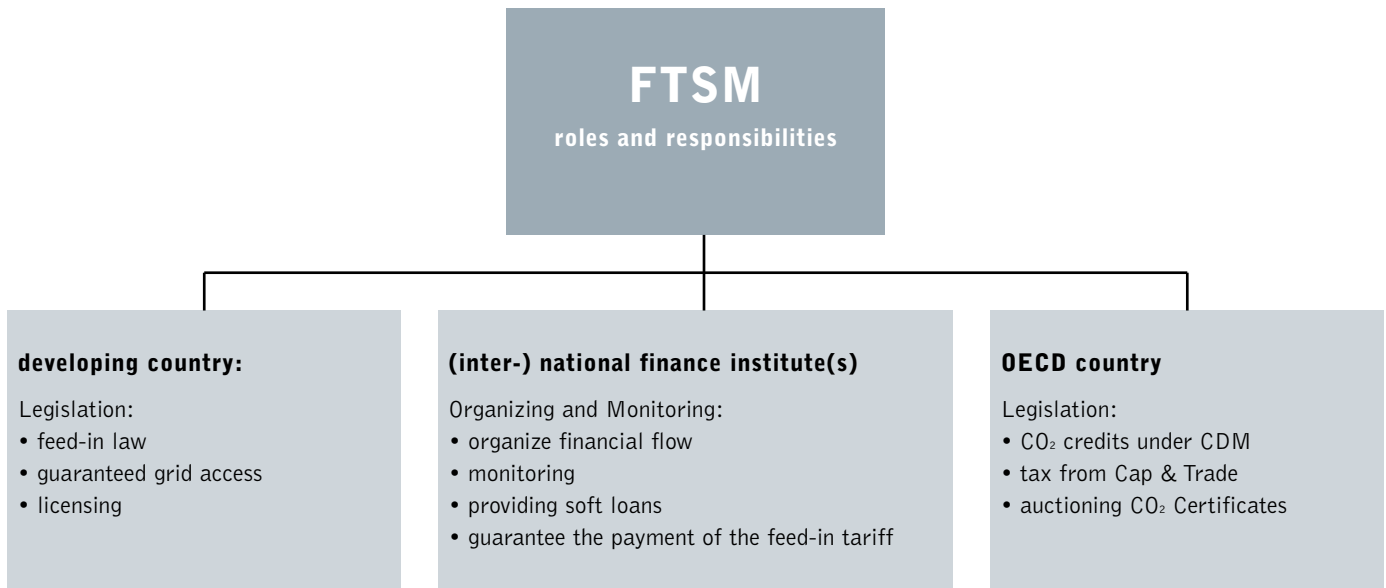 FTSM
roles and responsibilities
developing country:
Legislation:
• feed-in law
• guaranteed grid access
• licensing
(inter-) national finance institute(s)
Organizing and Monitoring:
• organize financial flow
• monitoring
• providing soft loans
• guarantee the payment of the feed-in tariff
OECD country
Legislation:
• CO₂ credits under CDM
• tax from Cap & Trade
• auctioning CO₂ Certificates